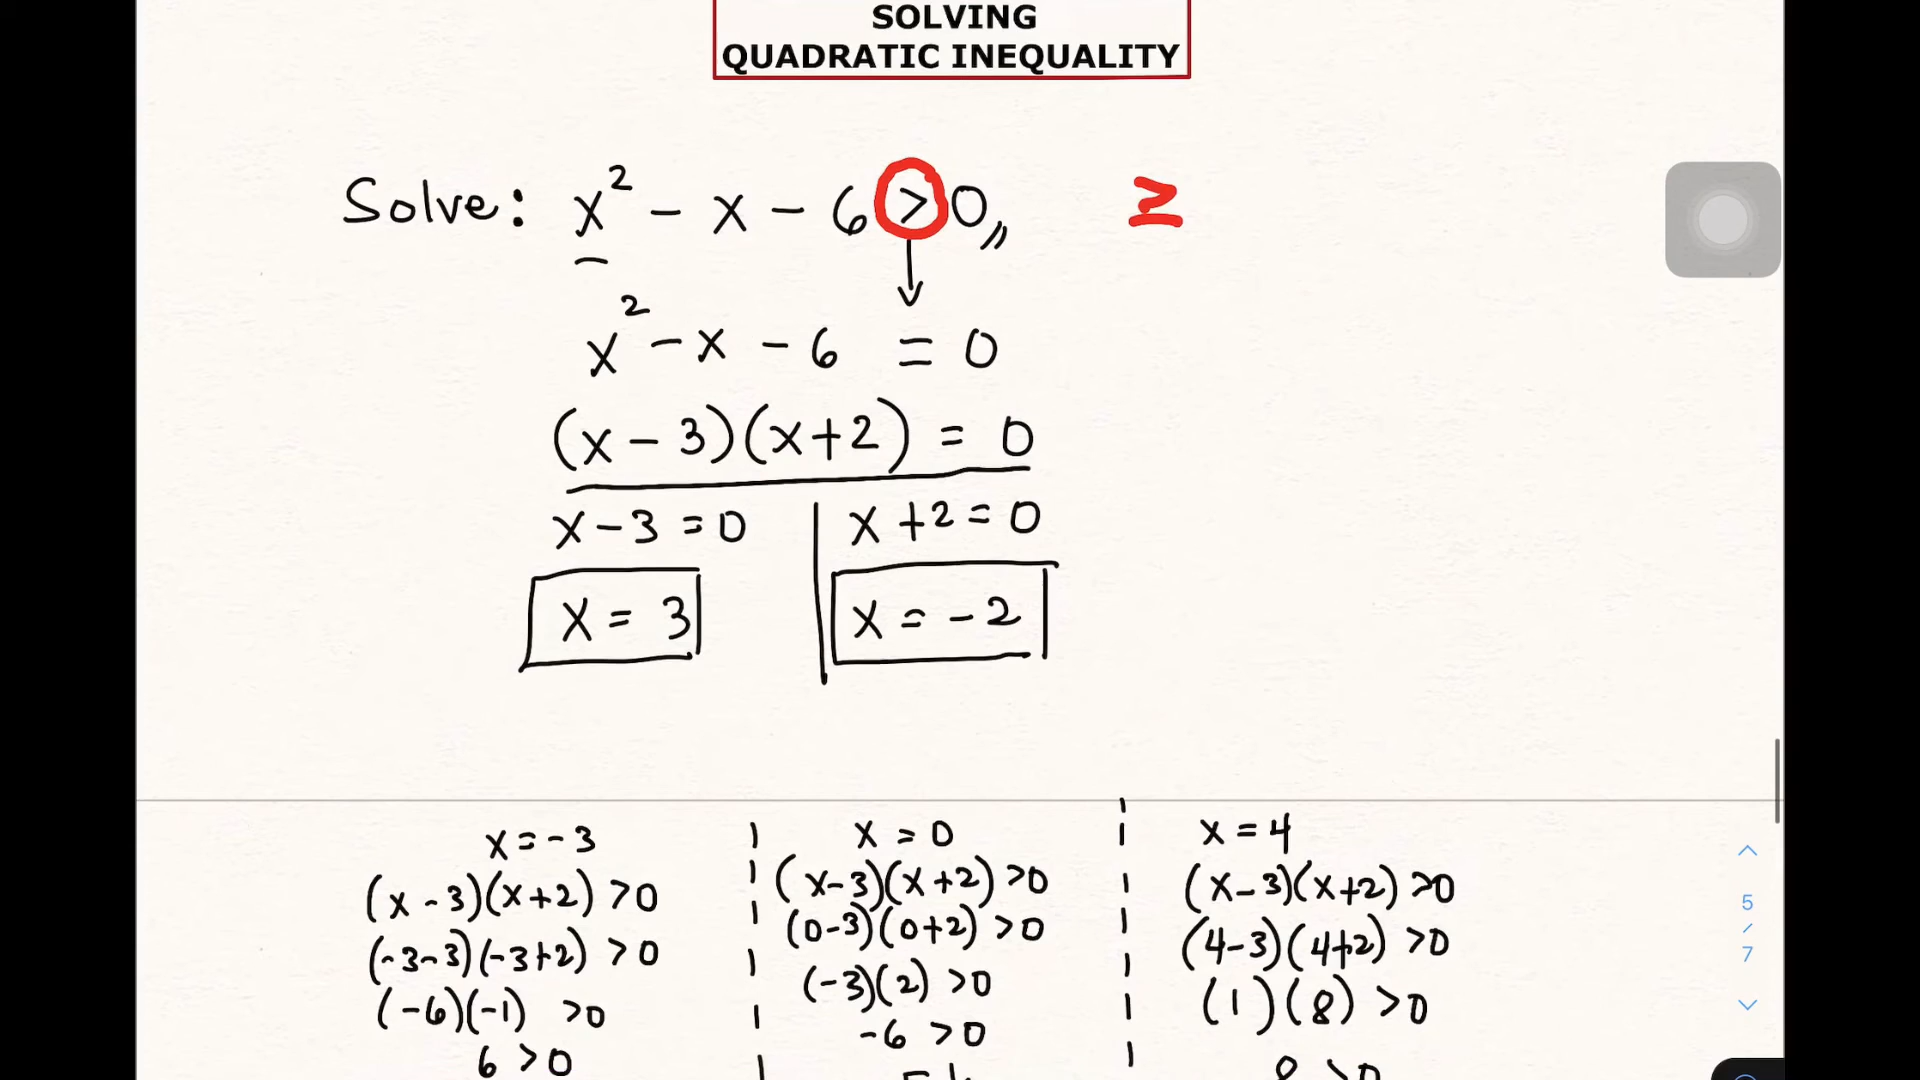 SOLVING
QUADRATIC INEQUALITY
Solve: x² - x - 6 > 0,, ≥
x² - x - 6 = 0
(x - 3)(x+2) = 0
x - 3 = 0 x + 2 = 0
x = 3 x = -2
x = -3 x = 0 x = 4
(x - 3)(x+2) > 0 (x-3)(x+2) > 0 (x-3)(x+2) > 0
(-3-3)(-3+2) > 0 (0-3)(0+2) > 0 (4-3)(4+2) > 0
(-6)(-1) > 0 (-3)(2) > 0 (1)(8) > 0
6 > 0 -6 > 0 8 > 0
5
/
7